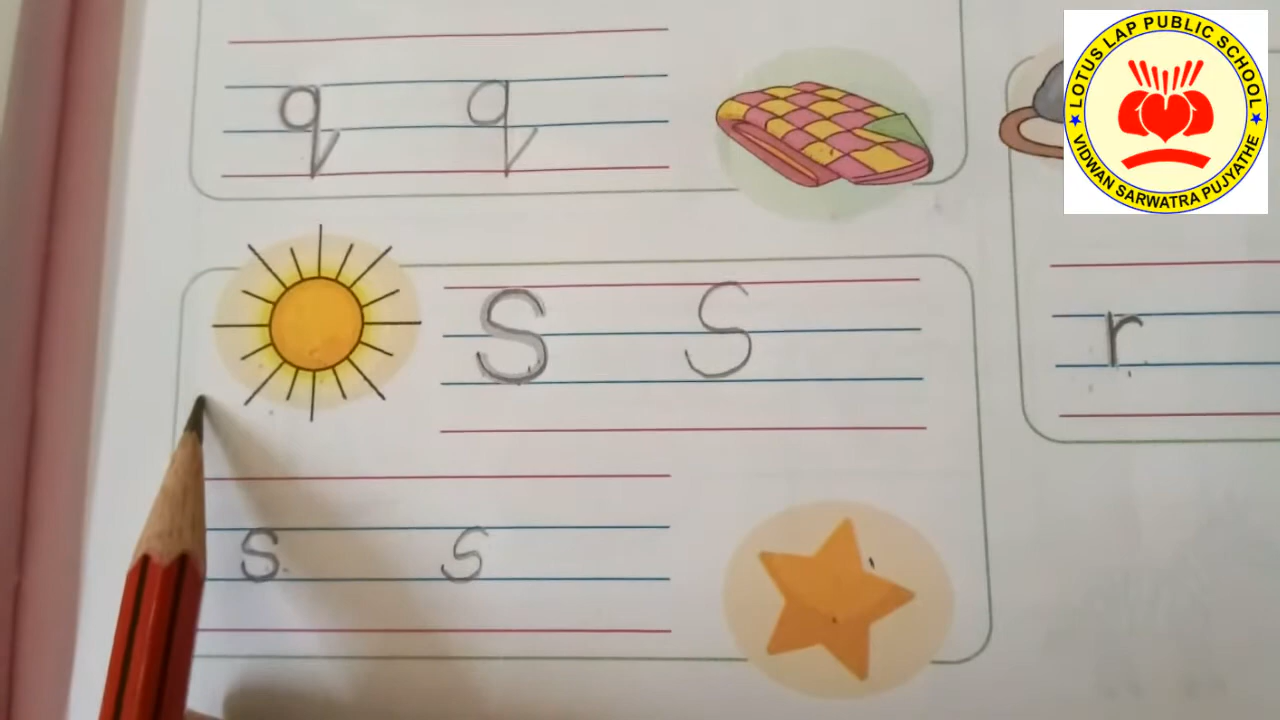 q q
S S
s s
r
LOTUS LAP PUBLIC SCHOOL
VIDWAN SARWATRA PUJYATHE